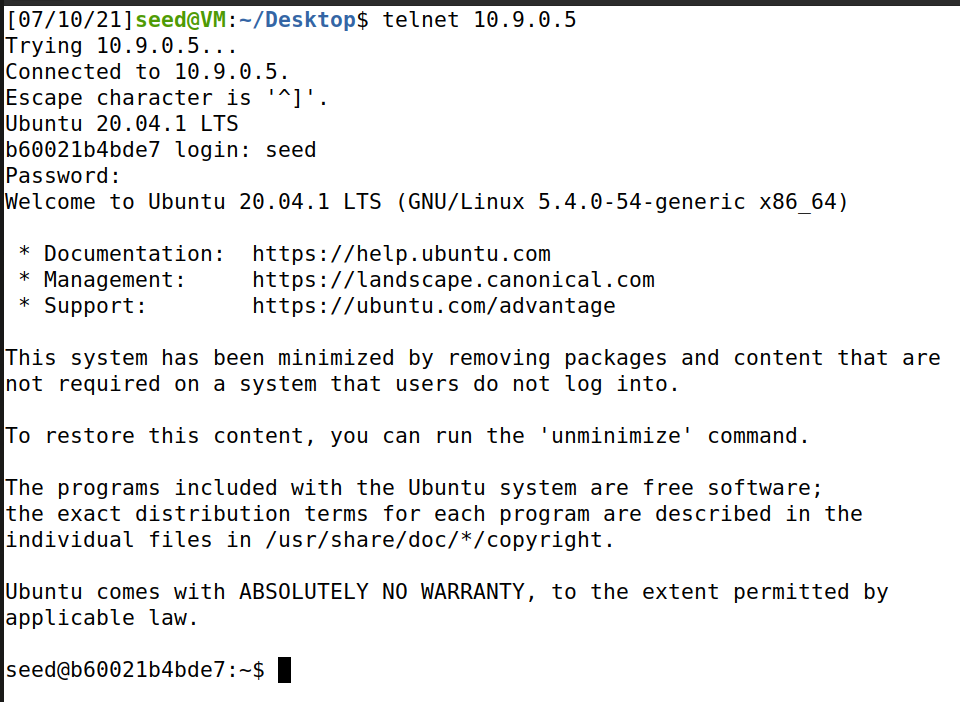 [07/10/21]seed@VM:~/Desktop$ telnet 10.9.0.5
Trying 10.9.0.5...
Connected to 10.9.0.5.
Escape character is '^]'.
Ubuntu 20.04.1 LTS
b60021b4bde7 login: seed
Password:
Welcome to Ubuntu 20.04.1 LTS (GNU/Linux 5.4.0-54-generic x86_64)

 * Documentation:  https://help.ubuntu.com
 * Management:     https://landscape.canonical.com
 * Support:        https://ubuntu.com/advantage

This system has been minimized by removing packages and content that are
not required on a system that users do not log into.

To restore this content, you can run the 'unminimize' command.

The programs included with the Ubuntu system are free software;
the exact distribution terms for each program are described in the
individual files in /usr/share/doc/*/copyright.

Ubuntu comes with ABSOLUTELY NO WARRANTY, to the extent permitted by
applicable law.

seed@b60021b4bde7:~$